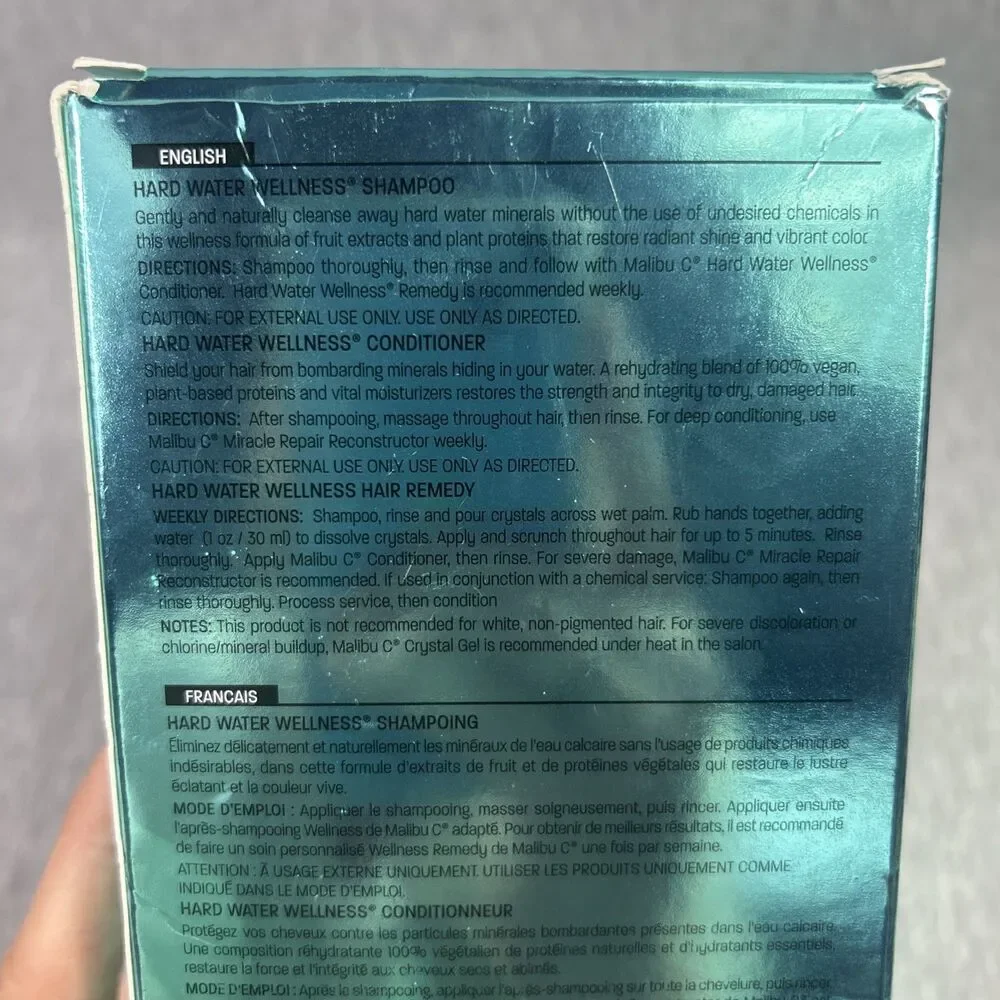 ENGLISH
HARD WATER WELLNESS® SHAMPOO
Gently and naturally cleanse away hard water minerals without the use of undesired chemicals in
this wellness formula of fruit extracts and plant proteins that restore radiant shine and vibrant color.
DIRECTIONS: Shampoo thoroughly, then rinse and follow with Malibu C® Hard Water Wellness®
Conditioner. Hard Water Wellness® Remedy is recommended weekly.
CAUTION: FOR EXTERNAL USE ONLY. USE ONLY AS DIRECTED.
HARD WATER WELLNESS® CONDITIONER
Shield your hair from bombarding minerals hiding in your water. A rehydrating blend of 100% vegan,
plant-based proteins and vital moisturizers restores the strength and integrity to dry, damaged hair.
DIRECTIONS: After shampooing, massage throughout hair, then rinse. For deep conditioning, use
Malibu C® Miracle Repair Reconstructor weekly.
CAUTION: FOR EXTERNAL USE ONLY. USE ONLY AS DIRECTED.
HARD WATER WELLNESS HAIR REMEDY
WEEKLY DIRECTIONS: Shampoo, rinse and pour crystals across wet palm. Rub hands together, adding
water (1 oz / 30 ml) to dissolve crystals. Apply and scrunch throughout hair for up to 5 minutes. Rinse
thoroughly. Apply Malibu C® Conditioner, then rinse. For severe damage, Malibu C® Miracle Repair
Reconstructor is recommended. If used in conjunction with a chemical service: Shampoo again, then
rinse thoroughly. Process service, then condition
NOTES: This product is not recommended for white, non-pigmented hair. For severe discoloration or
chlorine/mineral buildup, Malibu C® Crystal Gel is recommended under heat in the salon.
FRANCAIS
HARD WATER WELLNESS® SHAMPOING
Éliminez délicatement et naturellement les minéraux de l'eau calcaire sans l'usage de produits chimiques
indésirables, dans cette formule d'extraits de fruit et de protéines végétales qui restaure le lustre
éclatant et la couleur vive.
MODE D'EMPLOI : Appliquer le shampooing, masser soigneusement, puis rincer. Appliquer ensuite
l'après-shampooing Wellness de Malibu C® adapté. Pour obtenir de meilleurs résultats, il est recommandé
de faire un soin personnalisé Wellness Remedy de Malibu C® une fois par semaine.
ATTENTION : À USAGE EXTERNE UNIQUEMENT. UTILISER LES PRODUITS UNIQUEMENT COMME
INDIQUÉ DANS LE MODE D'EMPLOI.
HARD WATER WELLNESS® CONDITIONNEUR
Protégez vos cheveux contre les particules minérales bombardantes présentes dans l'eau calcaire.
Une composition réhydratante 100% végétalien de protéines naturelles et d'hydratants essentiels,
restaure la force et l'intégrité aux cheveux secs et abîmés.
MODE D'EMPLOI : Après le shampooing, appliquer l'après-shampooing sur toute la chevelure, puis rincer.